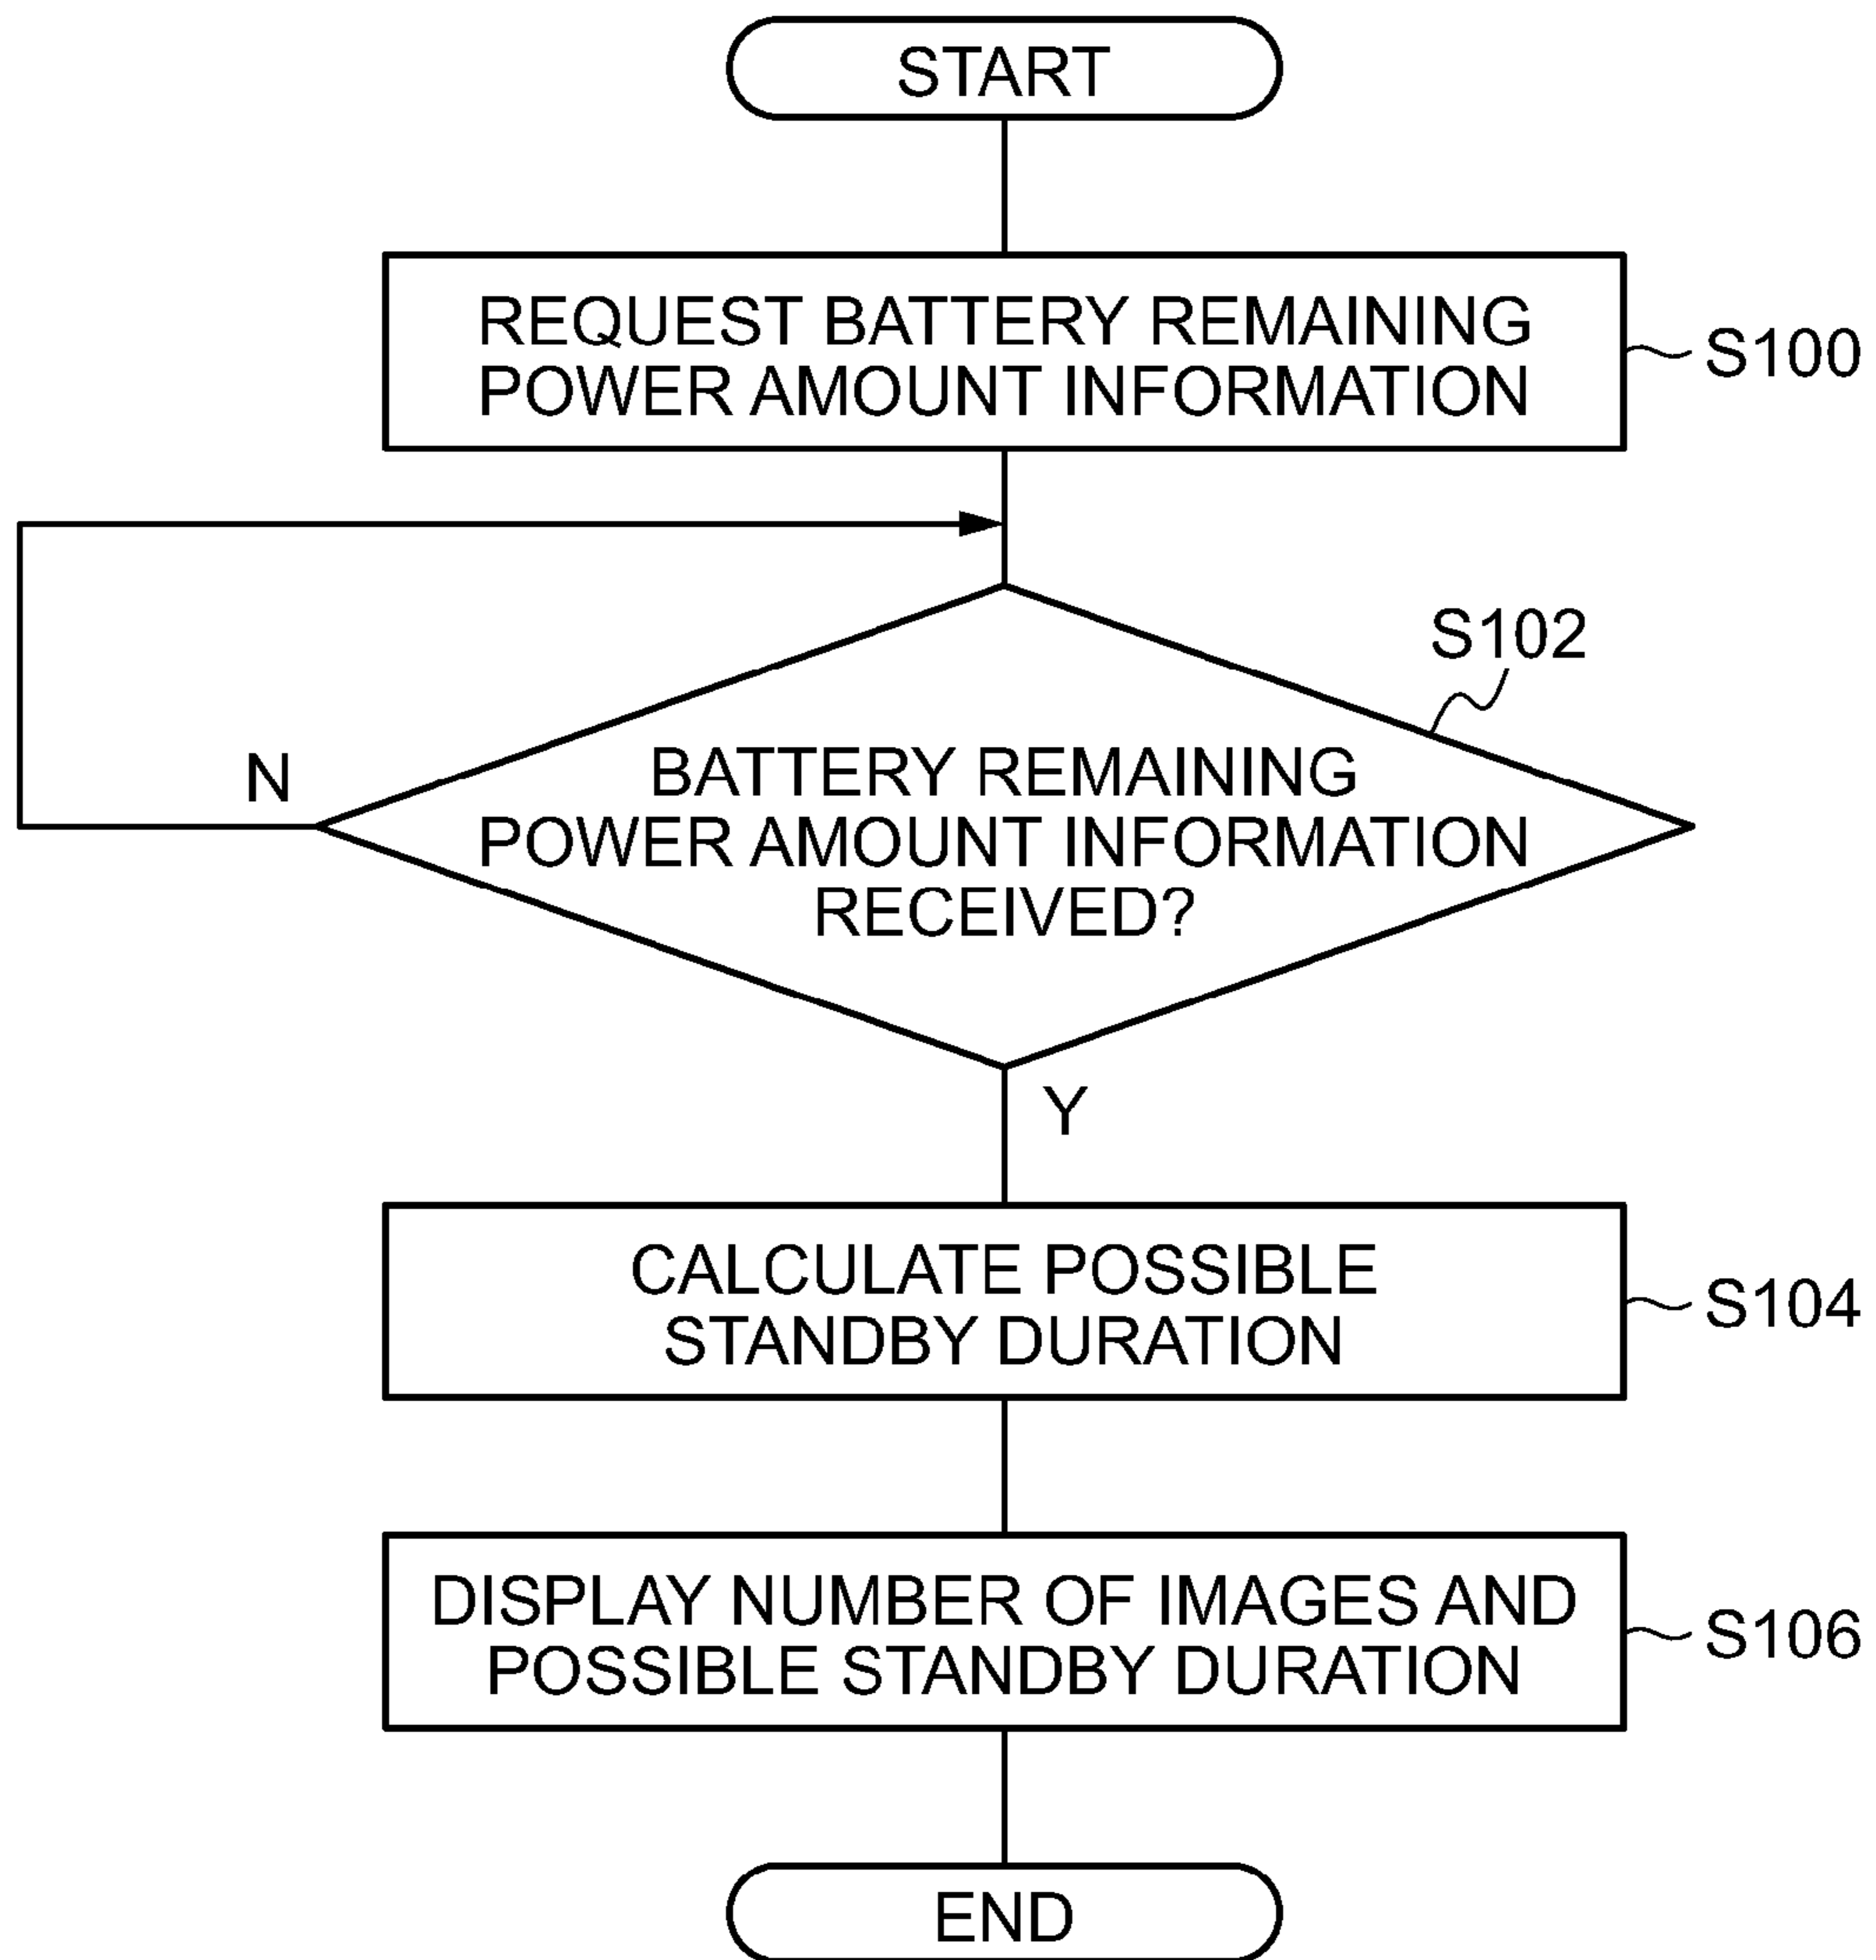 START
REQUEST BATTERY REMAINING
POWER AMOUNT INFORMATION
S100
S102
BATTERY REMAINING
POWER AMOUNT INFORMATION
RECEIVED?
N
Y
CALCULATE POSSIBLE
STANDBY DURATION
S104
DISPLAY NUMBER OF IMAGES AND
POSSIBLE STANDBY DURATION
S106
END